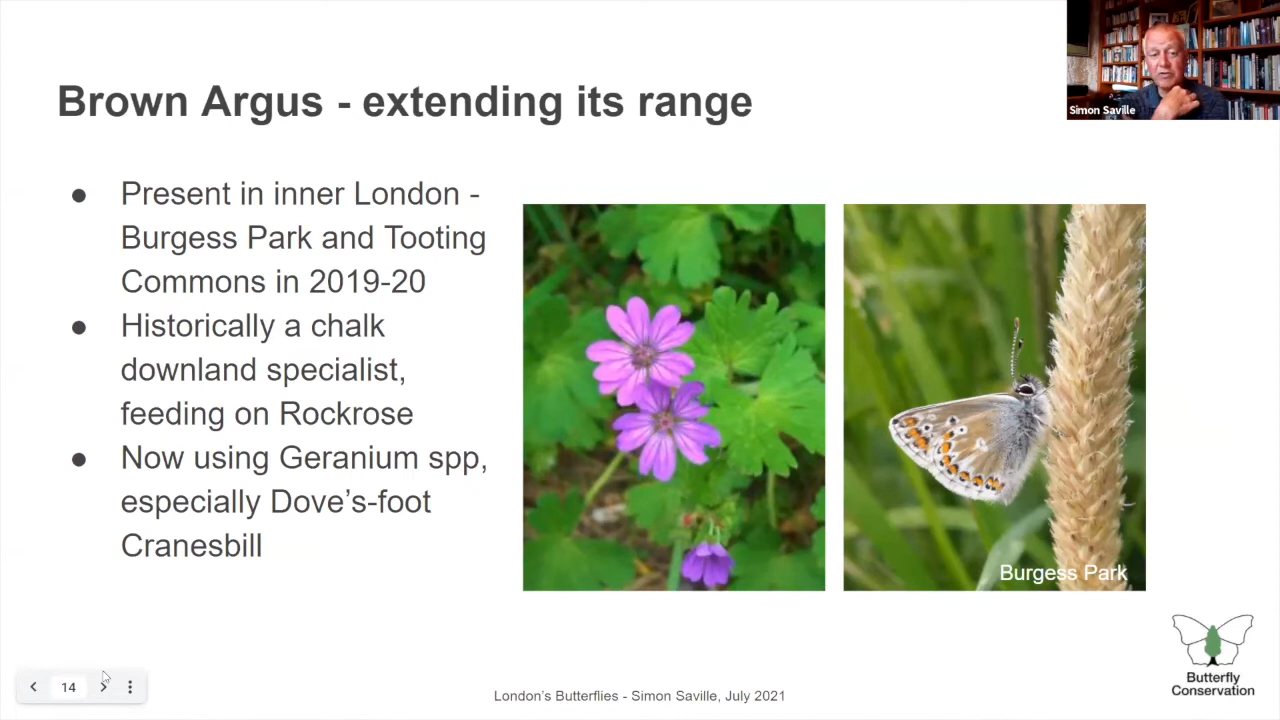 Simon Saville
Brown Argus - extending its range
● Present in inner London -
Burgess Park and Tooting
Commons in 2019-20
● Historically a chalk
downland specialist,
feeding on Rockrose
● Now using Geranium spp,
especially Dove’s-foot
Cranesbill
Burgess Park
Butterfly
Conservation
14
London’s Butterflies - Simon Saville, July 2021